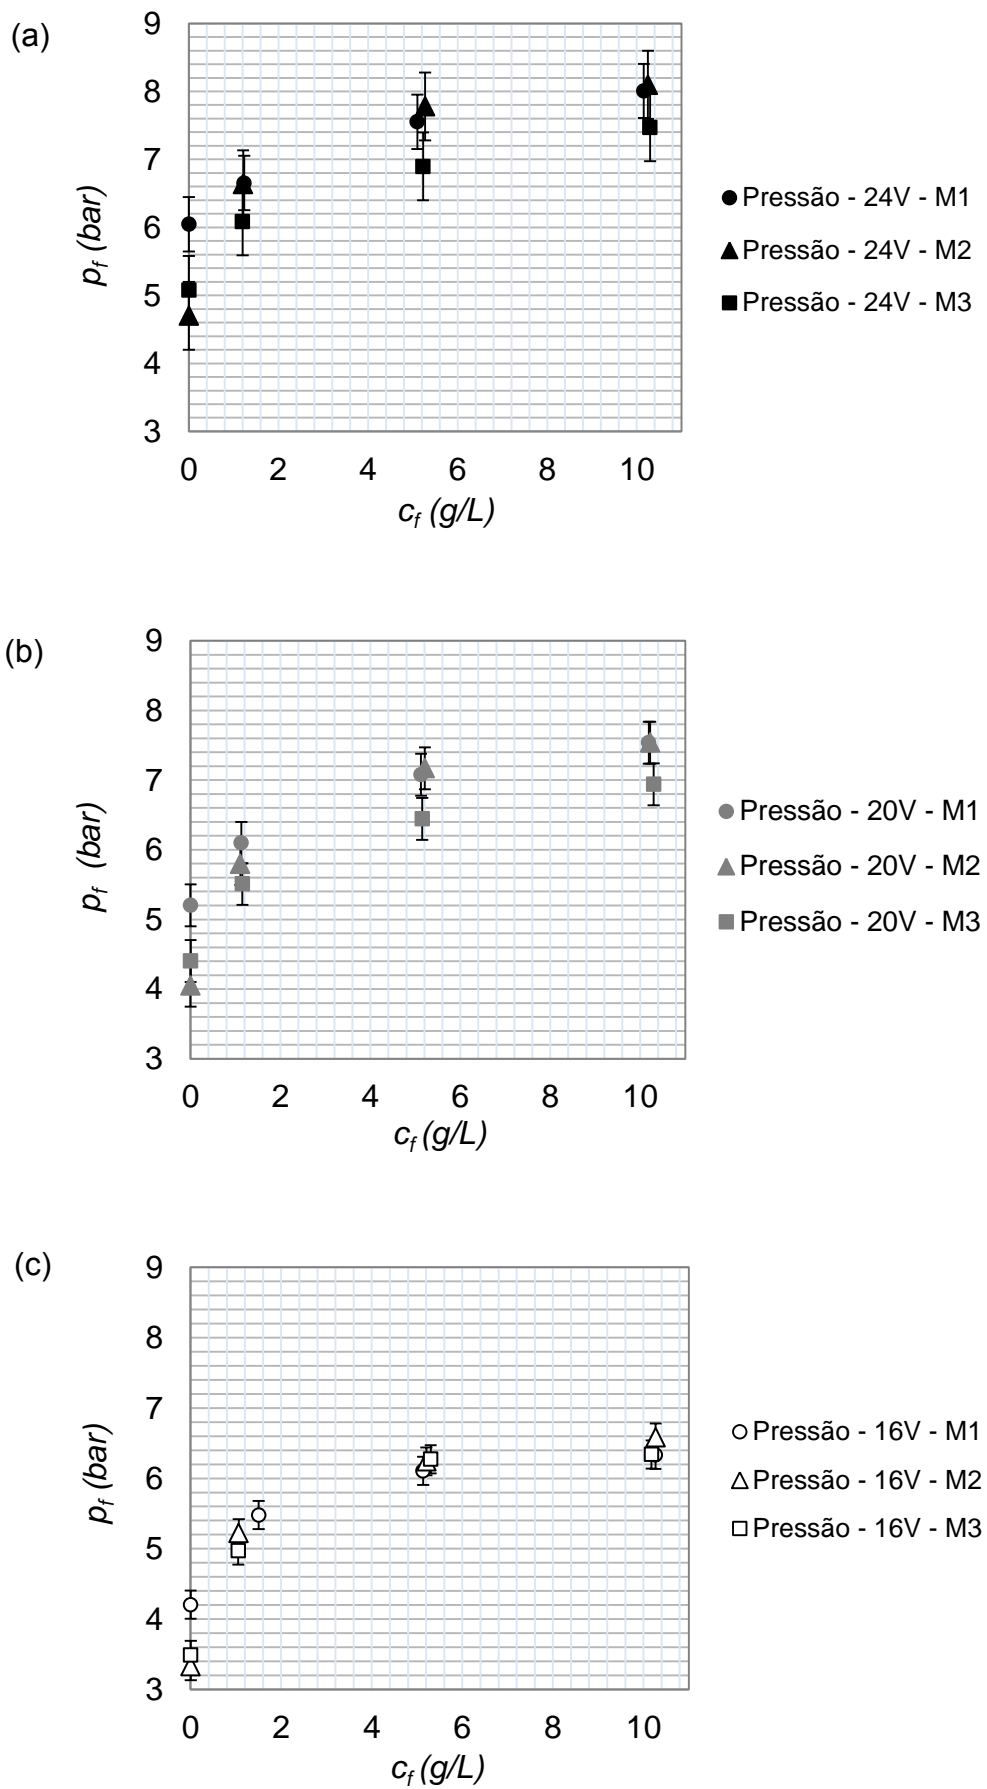 (a)
9
8
7
6
5
4
3
p_f (bar)
0 2 4 6 8 10
c_f (g/L)
Pressão - 24V - M1
Pressão - 24V - M2
Pressão - 24V - M3
(b)
9
8
7
6
5
4
3
p_f (bar)
0 2 4 6 8 10
c_f (g/L)
Pressão - 20V - M1
Pressão - 20V - M2
Pressão - 20V - M3
(c)
9
8
7
6
5
4
3
p_f (bar)
0 2 4 6 8 10
c_f (g/L)
Pressão - 16V - M1
Pressão - 16V - M2
Pressão - 16V - M3